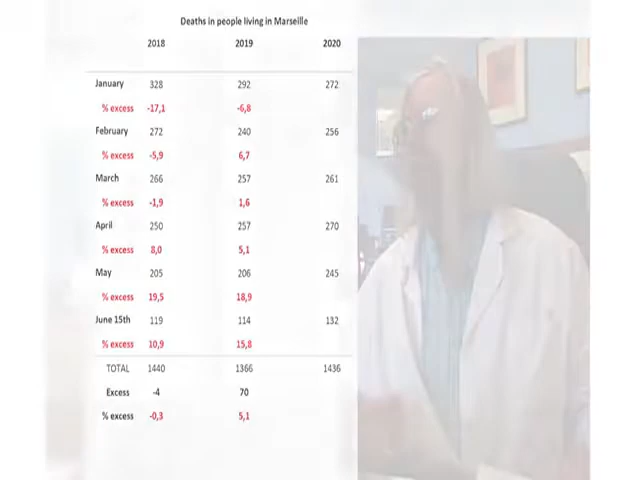 Deaths in people living in Marseille
2018 2019 2020
January 328 292 272
% excess -17,1 -6,8
February 272 240 256
% excess -5,9 6,7
March 266 257 261
% excess -1,9 1,6
April 250 257 270
% excess 8,0 5,1
May 205 206 245
% excess 19,5 18,9
June 15th 119 114 132
% excess 10,9 15,8
TOTAL 1440 1366 1436
Excess -4 70
% excess -0,3 5,1